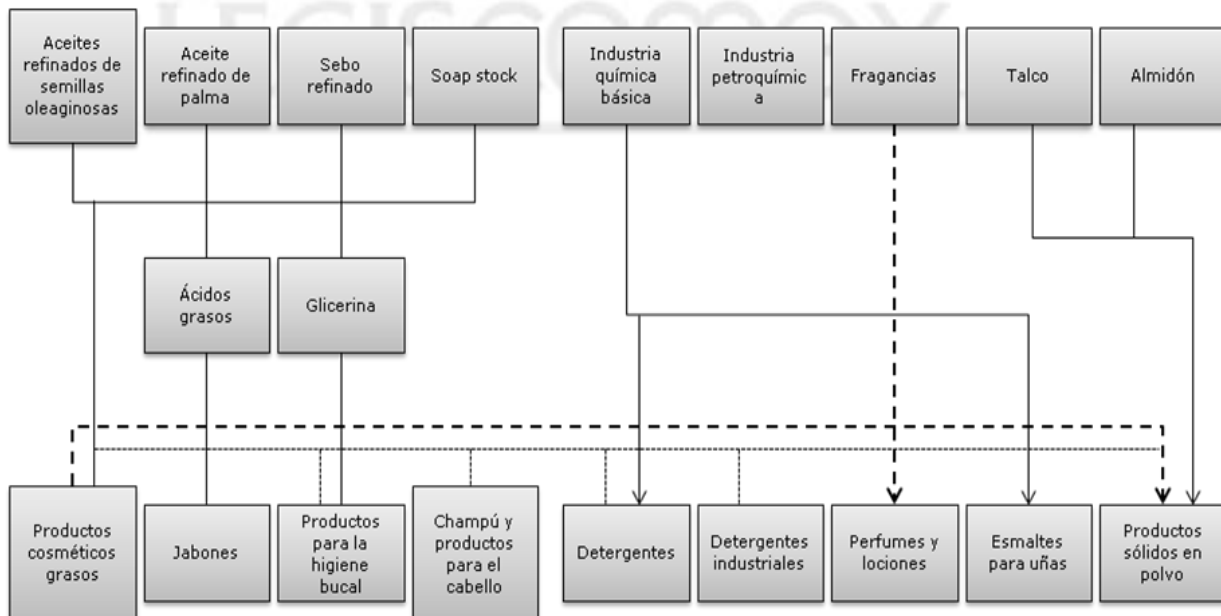 LEGISCOMEX
Aceites
refinados de
semillas
oleaginosas
Aceite
refinado de
palma
Sebo
refinado
Soap stock
Industria
química
básica
Industria
petroquímic
a
Fragancias
Talco
Almidón
Ácidos
grasos
Glicerina
Productos
cosméticos
grasos
Jabones
Productos
para la
higiene
bucal
Champú y
productos
para el
cabello
Detergentes
Detergentes
industriales
Perfumes y
lociones
Esmaltes
para uñas
Productos
sólidos en
polvo